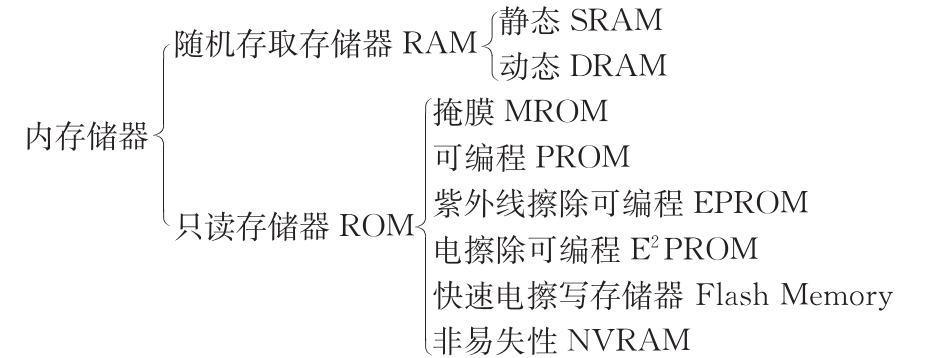 内存储器
随机存取存储器 RAM
静态 SRAM
动态 DRAM
只读存储器 ROM
掩膜 MROM
可编程 PROM
紫外线擦除可编程 EPROM
电擦除可编程 E²PROM
快速电擦写存储器 Flash Memory
非易失性 NVRAM